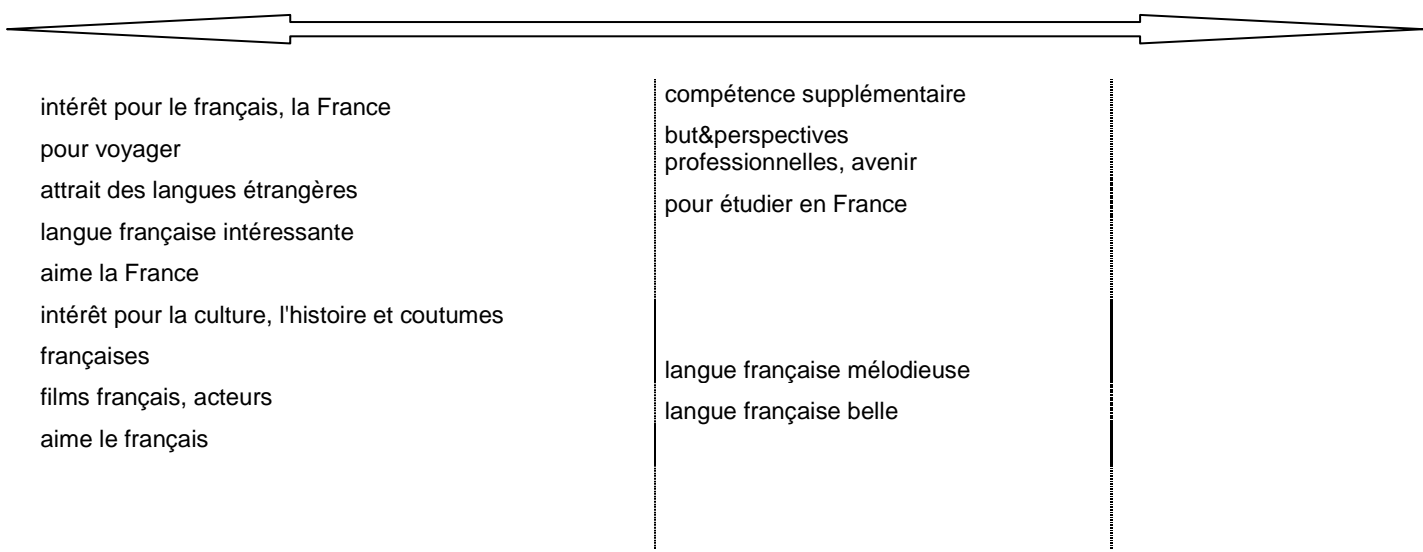 intérêt pour le français, la France
pour voyager
attrait des langues étrangères
langue française intéressante
aime la France
intérêt pour la culture, l'histoire et coutumes
françaises
films français, acteurs
aime le français
compétence supplémentaire
but&perspectives
professionnelles, avenir
pour étudier en France
langue française mélodieuse
langue française belle